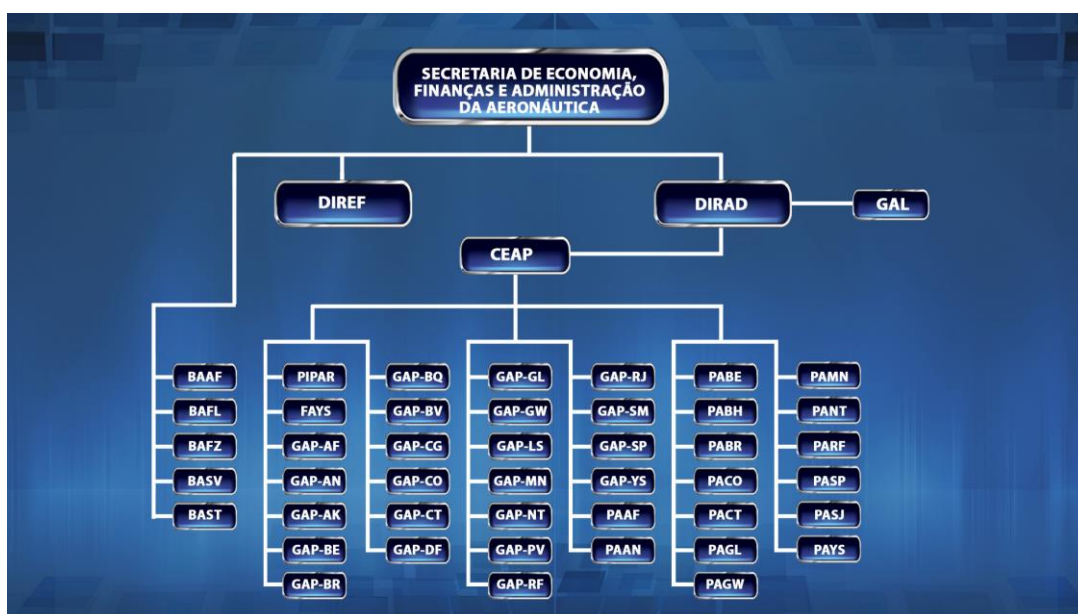 SECRETARIA DE ECONOMIA,
FINANÇAS E ADMINISTRAÇÃO
DA AERONÁUTICA
DIREF
DIRAD
GAL
CEAP
BAAF
BAFL
BAFZ
BASV
BAST
PIPAR
FAYS
GAP-AF
GAP-AN
GAP-AK
GAP-BE
GAP-BR
GAP-BQ
GAP-BV
GAP-CG
GAP-CO
GAP-CT
GAP-DF
GAP-GL
GAP-GW
GAP-LS
GAP-MN
GAP-NT
GAP-PV
GAP-RF
GAP-RJ
GAP-SM
GAP-SP
GAP-YS
PAAF
PAAN
PABE
PABH
PABR
PACO
PACT
PAGL
PAGW
PAMN
PANT
PARF
PASP
PASJ
PAYS